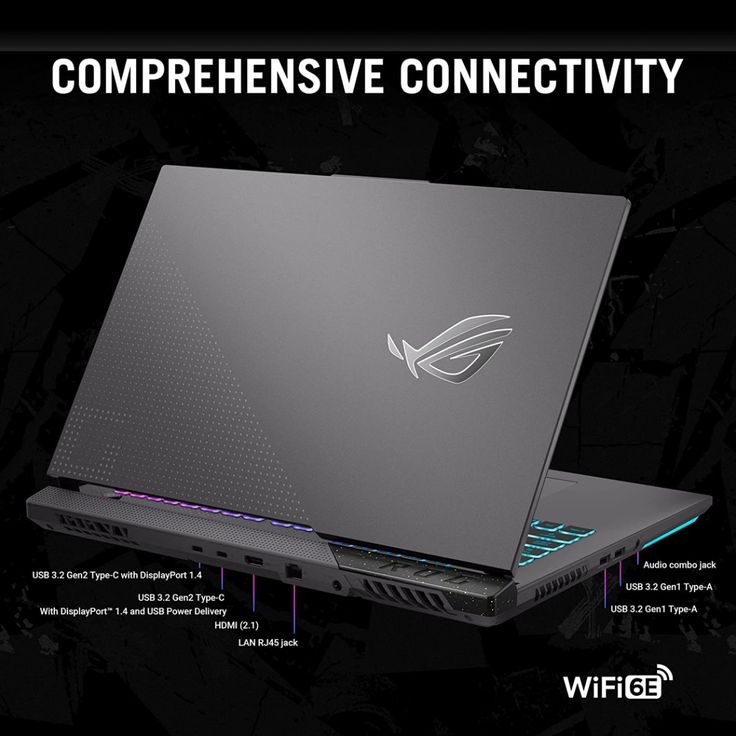 COMPREHENSIVE CONNECTIVITY
USB 3.2 Gen2 Type-C with DisplayPort 1.4
USB 3.2 Gen2 Type-C
With DisplayPort™ 1.4 and USB Power Delivery
HDMI (2.1)
LAN RJ45 jack
Audio combo jack
USB 3.2 Gen1 Type-A
USB 3.2 Gen1 Type-A
WiFi 6E